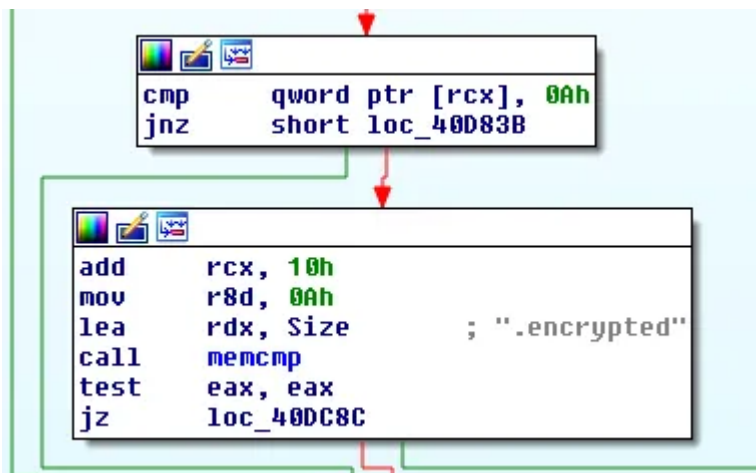 cmp qword ptr [rcx], 0Ah
jnz short loc_40D83B
add rcx, 10h
mov r8d, 0Ah
lea rdx, Size ; ".encrypted"
call memcmp
test eax, eax
jz loc_40DC8C